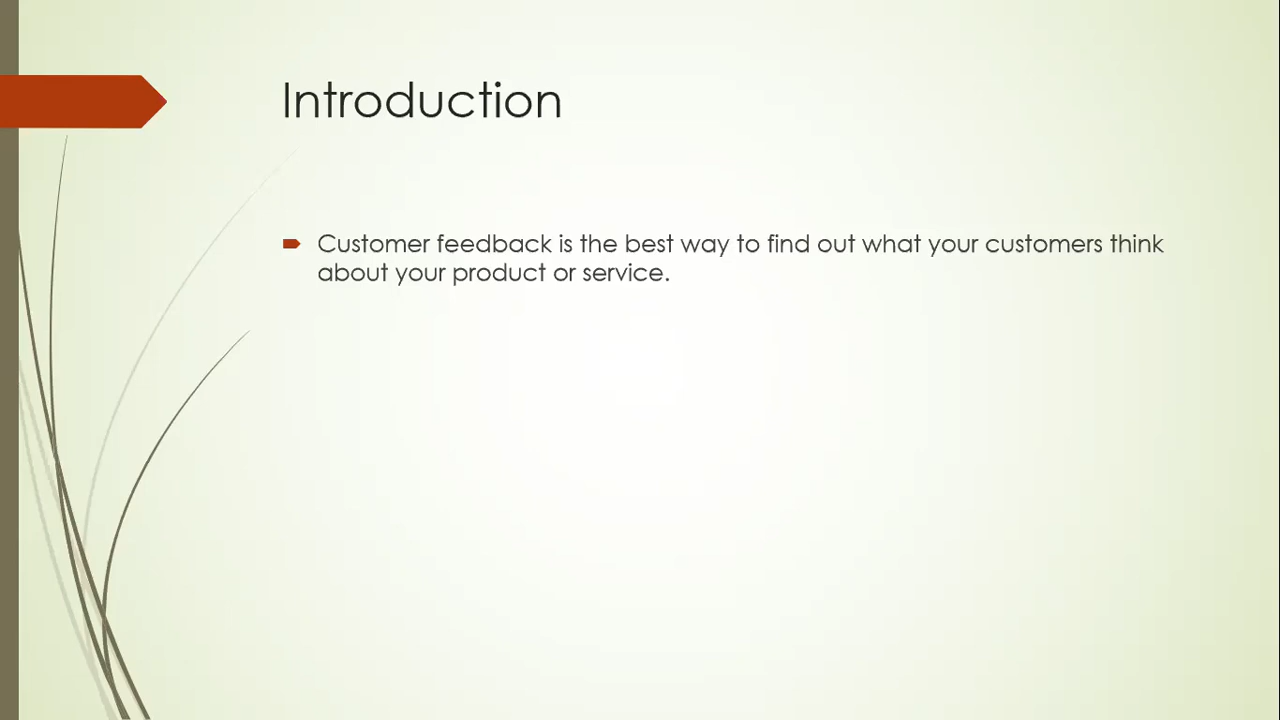 Introduction
Customer feedback is the best way to find out what your customers think
about your product or service.